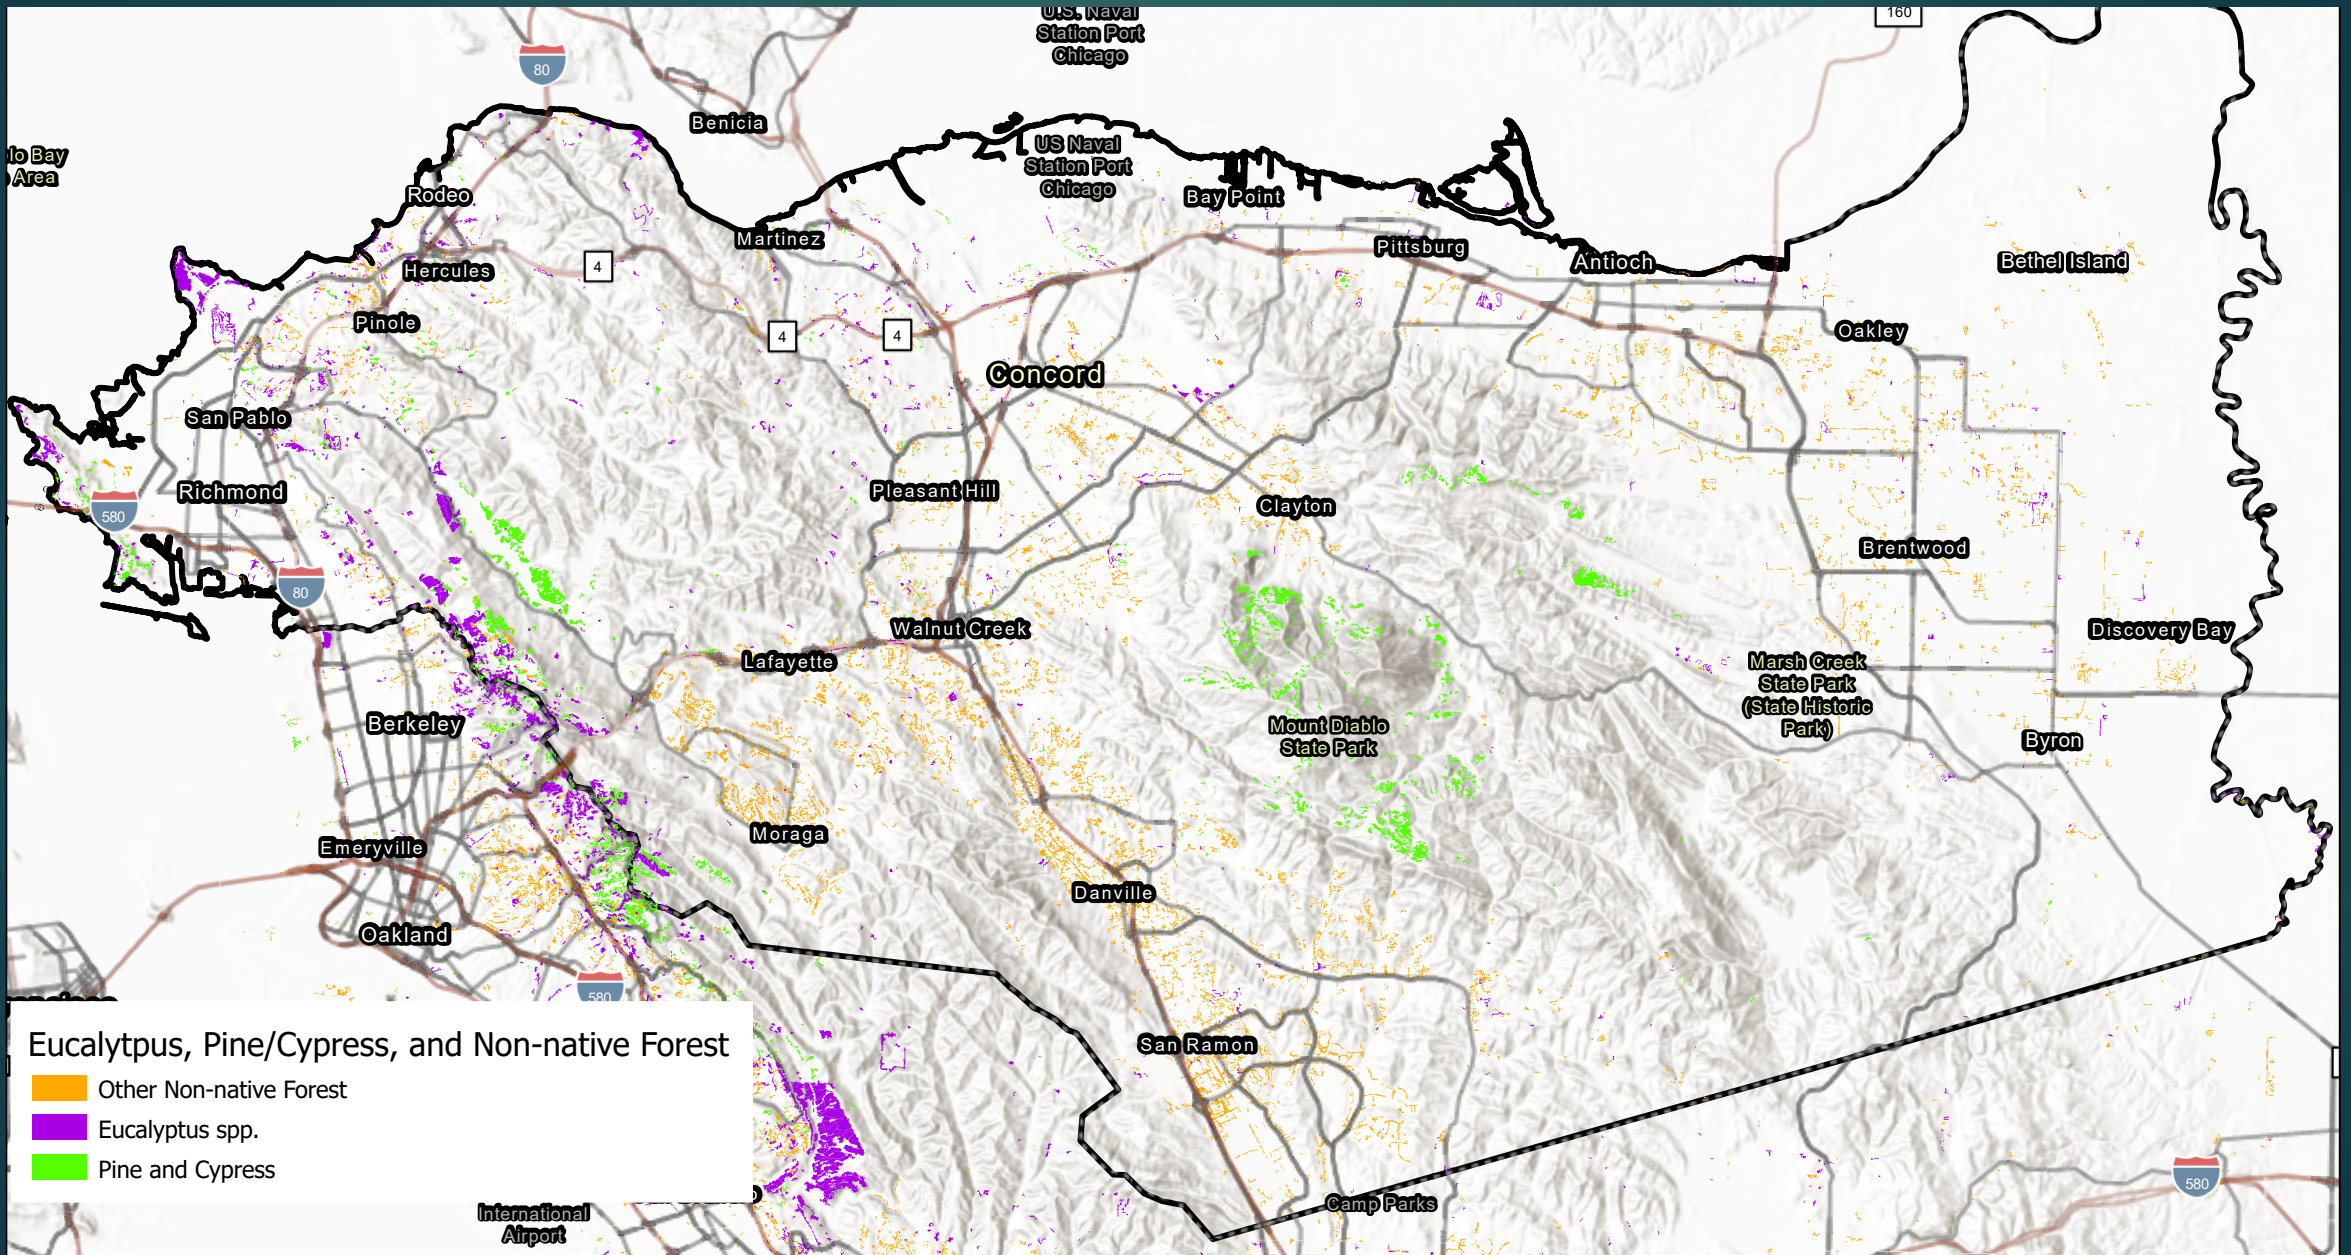 U.S. Naval
Station Port
Chicago
160
80
Benicia
lo Bay
Area
US Naval
Station Port
Chicago
Rodeo
Bay Point
Martinez
Pittsburg
Antioch
Bethel Island
Hercules
4
Pinole
4
4
Oakley
Concord
San Pablo
Richmond
Pleasant Hill
Clayton
580
Brentwood
80
Walnut Creek
Discovery Bay
Lafayette
Marsh Creek
State Park
(State Historic
Park)
Berkeley
Mount Diablo
State Park
Byron
Moraga
Emeryville
Danville
Oakland
580
San Ramon
Eucalytpus, Pine/Cypress, and Non-native Forest
Other Non-native Forest
Eucalyptus spp.
Pine and Cypress
580
Camp Parks
International
Airport